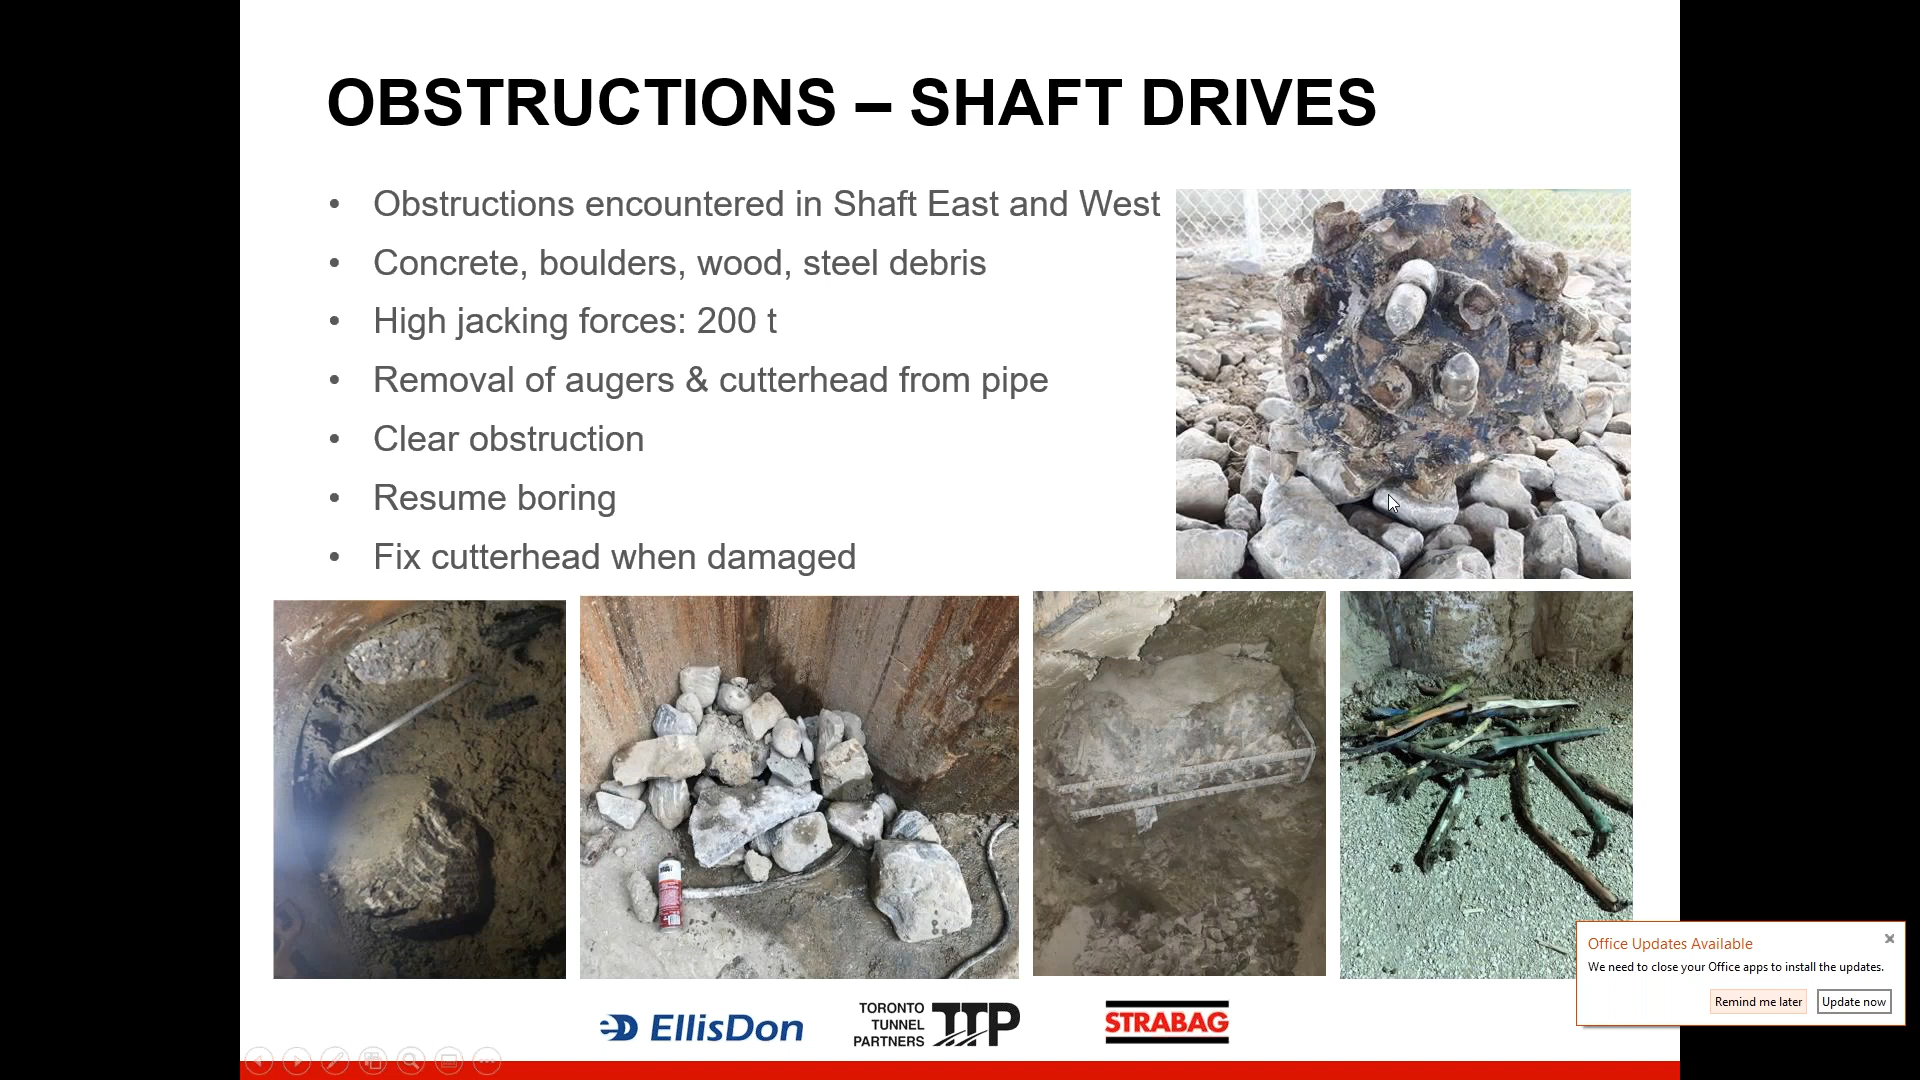 OBSTRUCTIONS – SHAFT DRIVES
• Obstructions encountered in Shaft East and West
• Concrete, boulders, wood, steel debris
• High jacking forces: 200 t
• Removal of augers & cutterhead from pipe
• Clear obstruction
• Resume boring
• Fix cutterhead when damaged
EllisDon
TORONTO
TUNNEL
PARTNERS
TTP
STRABAG
Office Updates Available
We need to close your Office apps to install the updates.
Remind me later
Update now